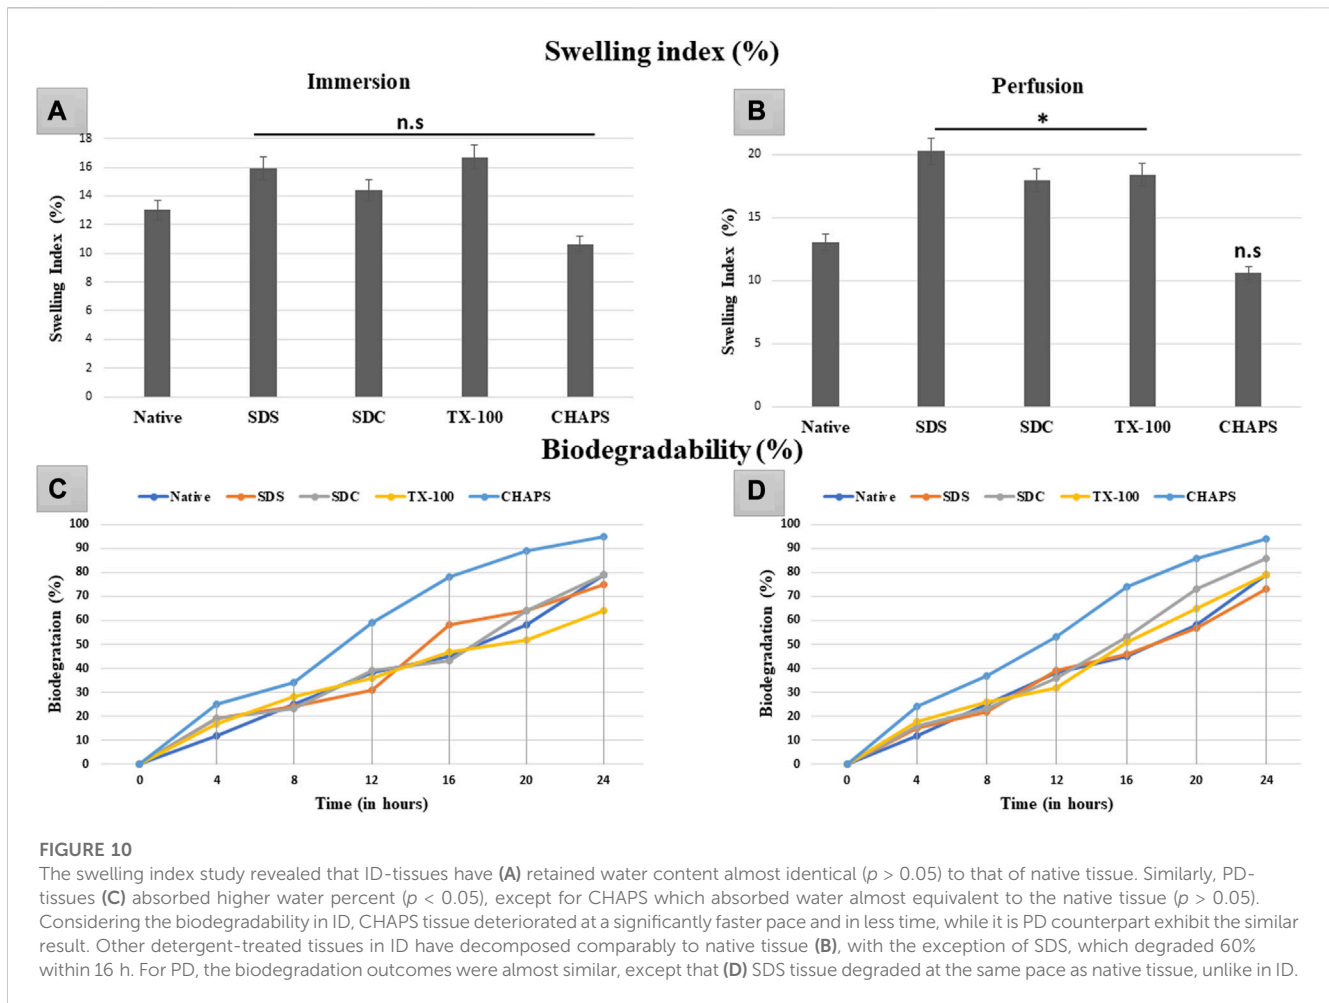 Swelling index (%)
Immersion
A
n.s
18
16
14
12
10
8
6
4
2
0
Swelling Index (%)
Native SDS SDC TX-100 CHAPS
Perfusion
B
*
n.s
20
15
10
5
0
Swelling Index (%)
Native SDS SDC TX-100 CHAPS
Biodegradability (%)
C
Native SDS SDC TX-100 CHAPS
100
90
80
70
60
50
40
30
20
10
0
Biodegrataion (%)
0 4 8 12 16 20 24
Time (in hours)
D
Native SDS SDC TX-100 CHAPS
100
90
80
70
60
50
40
30
20
10
0
Biodegradation (%)
0 4 8 12 16 20 24
Time (in hours)
FIGURE 10
The swelling index study revealed that ID-tissues have (A) retained water content almost identical (p > 0.05) to that of native tissue. Similarly, PD-
tissues (C) absorbed higher water percent (p < 0.05), except for CHAPS which absorbed water almost equivalent to the native tissue (p > 0.05).
Considering the biodegradability in ID, CHAPS tissue deteriorated at a significantly faster pace and in less time, while it is PD counterpart exhibit the similar
result. Other detergent-treated tissues in ID have decomposed comparably to native tissue (B), with the exception of SDS, which degraded 60%
within 16 h. For PD, the biodegradation outcomes were almost similar, except that (D) SDS tissue degraded at the same pace as native tissue, unlike in ID.